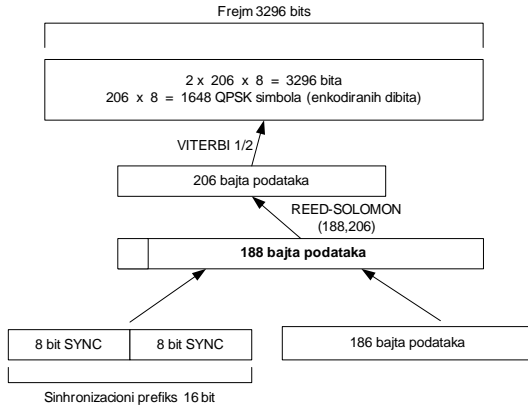 Frejm 3296 bits
2 x 206 x 8 = 3296 bita
206 x 8 = 1648 QPSK simbola (enkodiranih dibita)
VITERBI 1/2
206 bajta podataka
REED-SOLOMON
(188,206)
188 bajta podataka
8 bit SYNC 8 bit SYNC 186 bajta podataka
Sinhronizacioni prefiks 16 bit